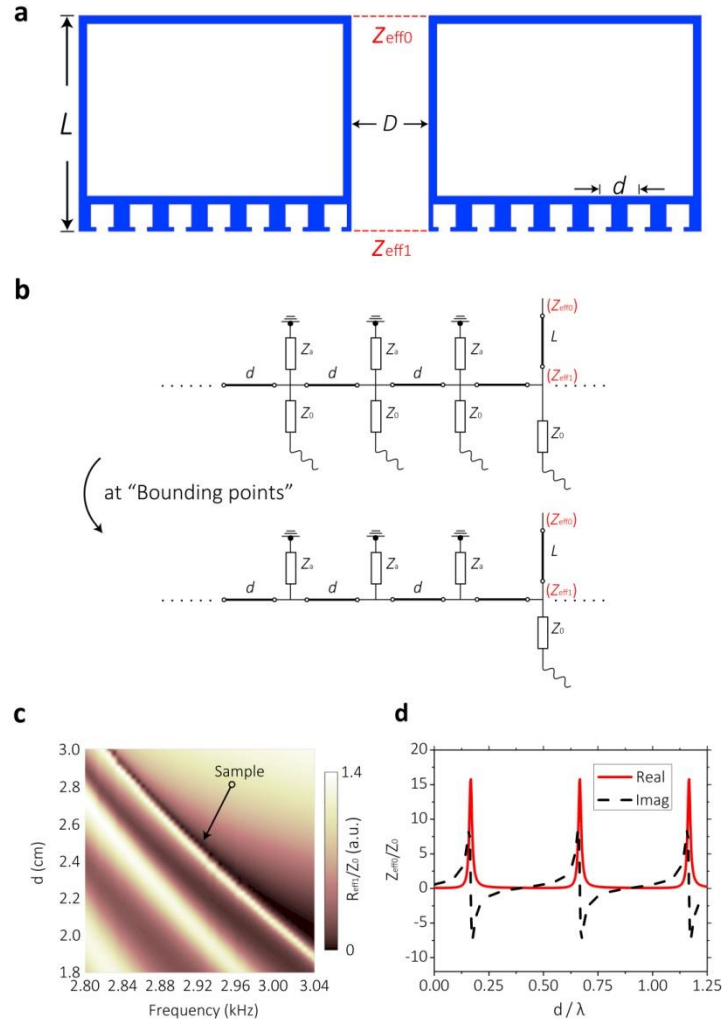 a
Zeff0
L
D
d
Zeff1
b
(Zeff0)
Za Za Za L
d d d (Zeff1)
Z0 Z0 Z0 Z0
at “Bounding points”
(Zeff0)
Za Za Za L
d d d (Zeff1)
Z0
c
d
3.0
2.8
2.6
2.4
2.2
2.0
1.8
d (cm)
Sample
2.80 2.84 2.88 2.92 2.96 3.00 3.04
Frequency (kHz)
1.4
0
Reff1/Z0 (a.u.)
20
15
10
5
0
-5
-10
Zeff0/Z0
Real
Imag
0.00 0.25 0.50 0.75 1.00 1.25
d / λ